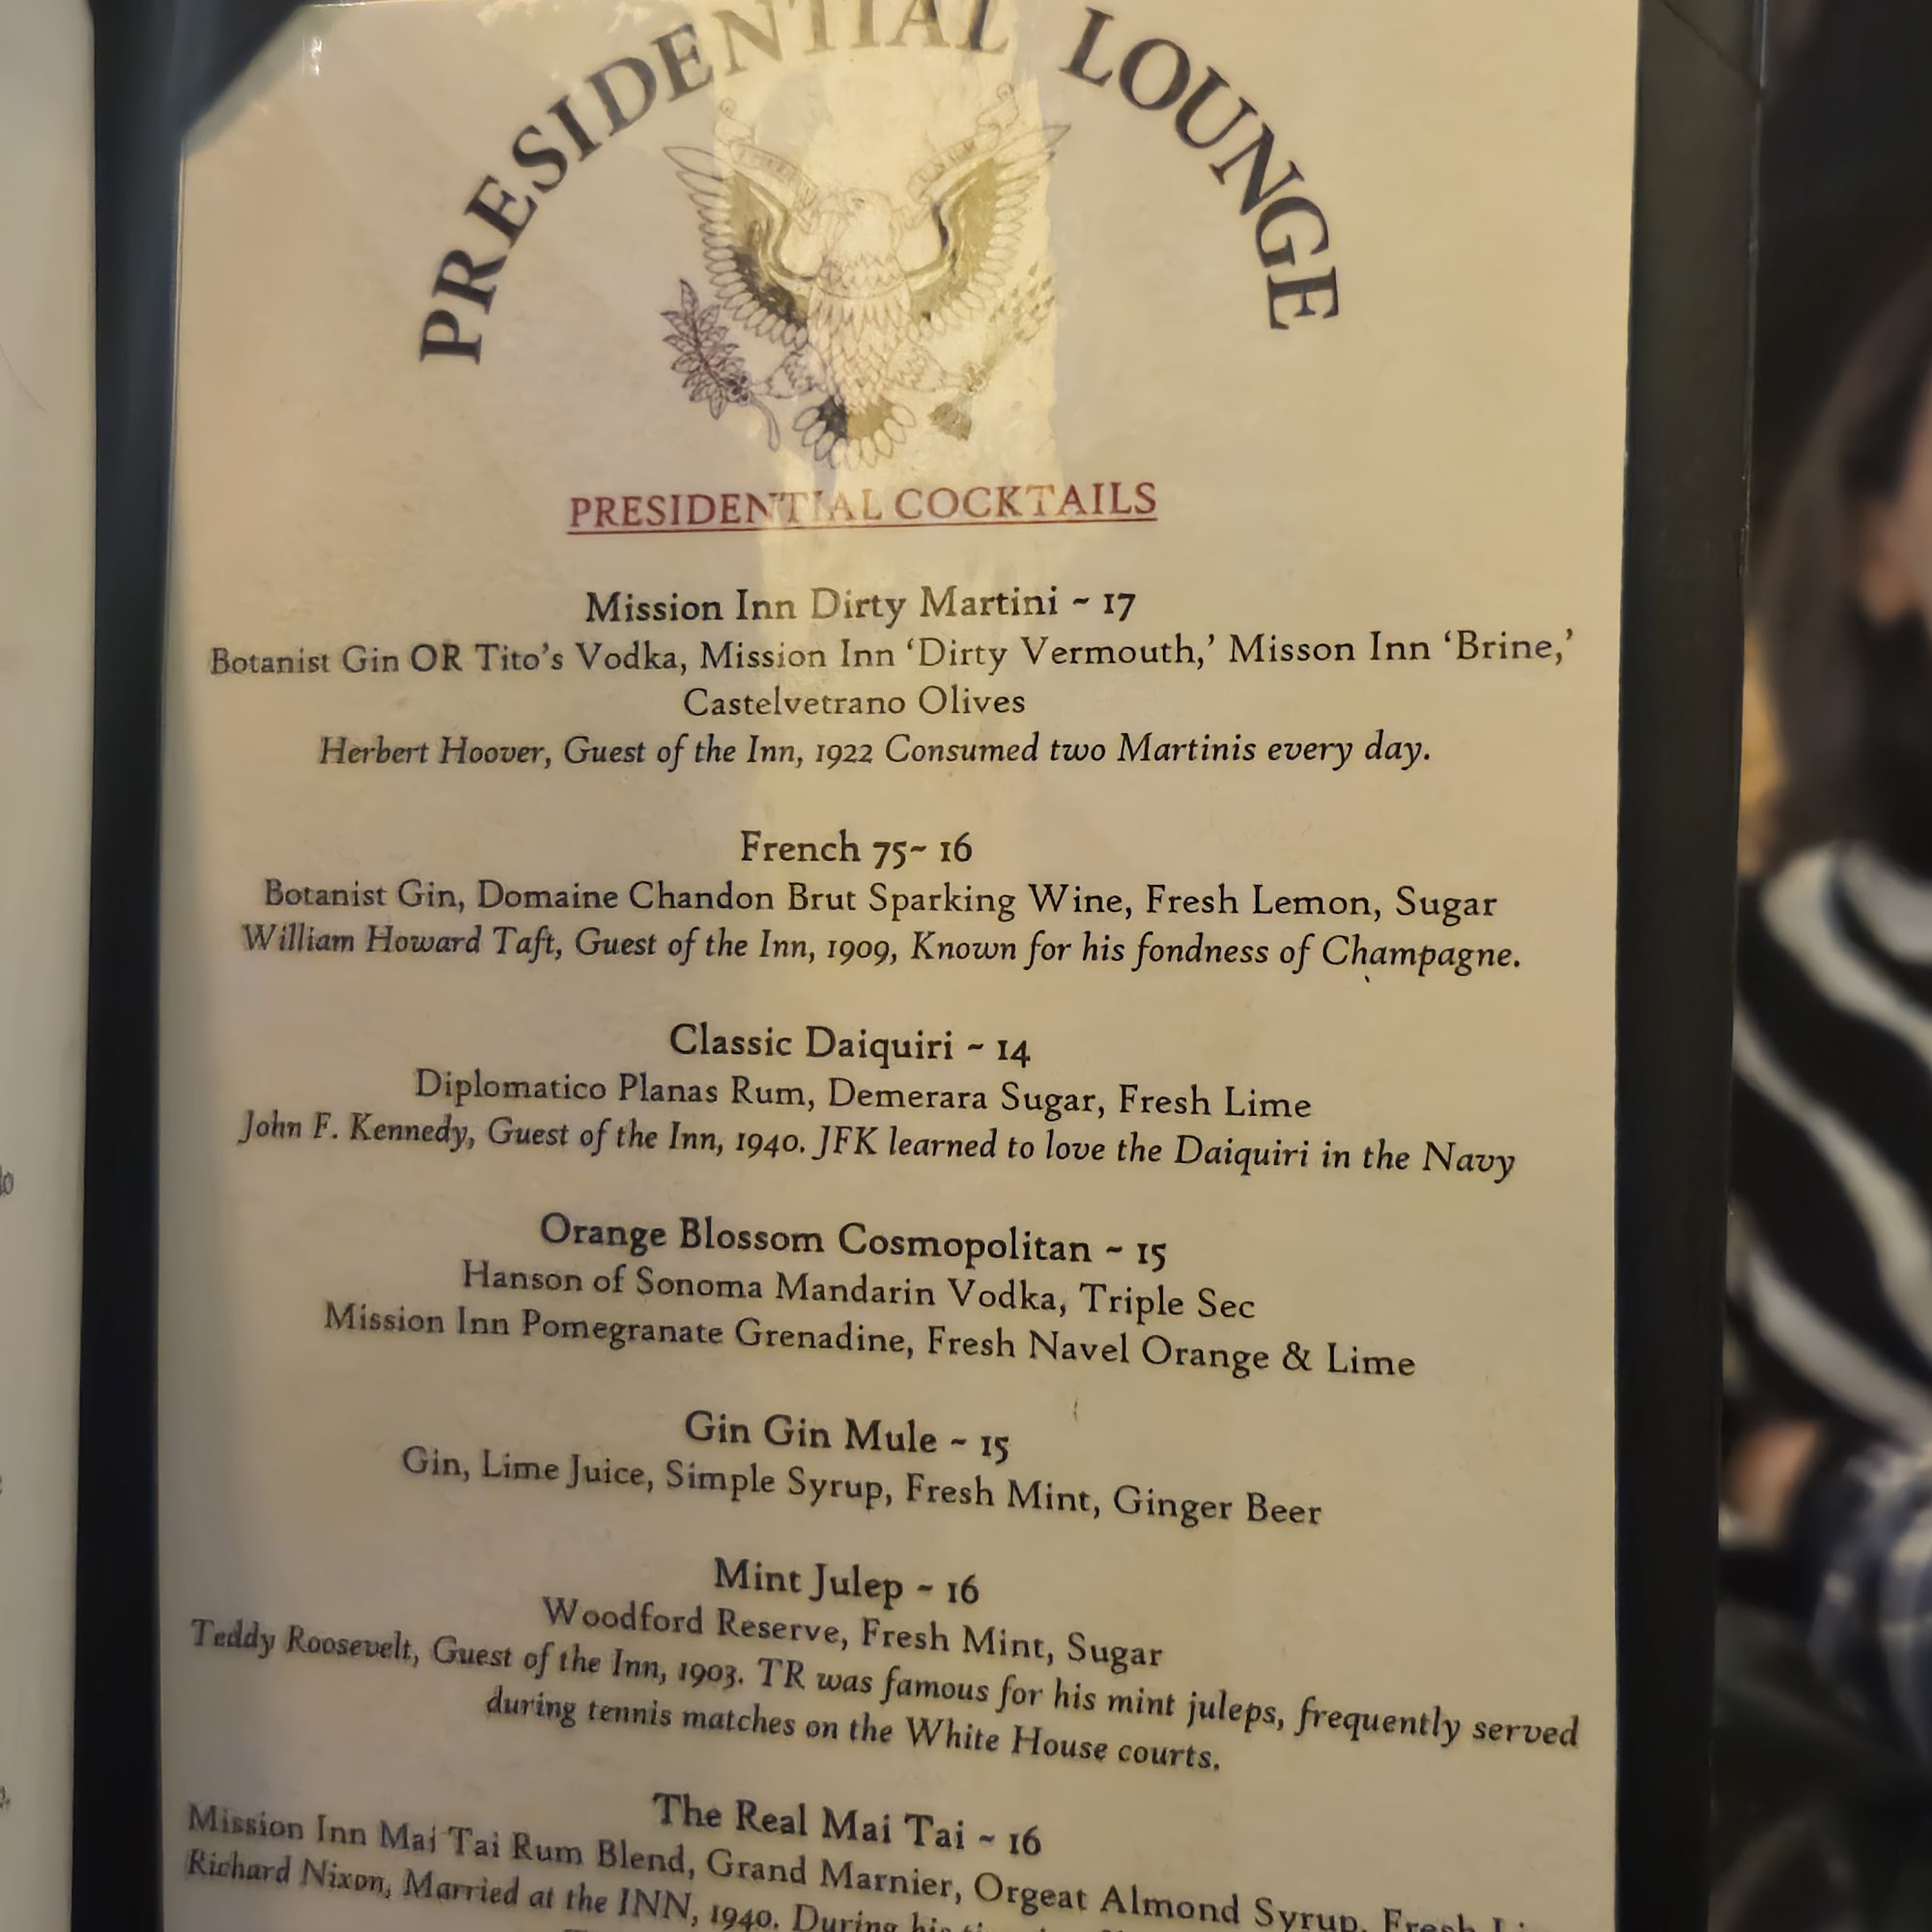 PRESIDENTIAL LOUNGE
PRESIDENTIAL COCKTAILS
Mission Inn Dirty Martini ~ 17
Botanist Gin OR Tito's Vodka, Mission Inn 'Dirty Vermouth,' Misson Inn 'Brine,'
Castelvetrano Olives
Herbert Hoover, Guest of the Inn, 1922 Consumed two Martinis every day.
French 75~ 16
Botanist Gin, Domaine Chandon Brut Sparking Wine, Fresh Lemon, Sugar
William Howard Taft, Guest of the Inn, 1909, Known for his fondness of Champagne.
Classic Daiquiri ~ 14
Diplomatico Planas Rum, Demerara Sugar, Fresh Lime
John F. Kennedy, Guest of the Inn, 1940. JFK learned to love the Daiquiri in the Navy
Orange Blossom Cosmopolitan ~ 15
Hanson of Sonoma Mandarin Vodka, Triple Sec
Mission Inn Pomegranate Grenadine, Fresh Navel Orange & Lime
Gin Gin Mule ~ 15
Gin, Lime Juice, Simple Syrup, Fresh Mint, Ginger Beer
Mint Julep ~ 16
Woodford Reserve, Fresh Mint, Sugar
Teddy Roosevelt, Guest of the Inn, 1903. TR was famous for his mint juleps, frequently served
during tennis matches on the White House courts.
The Real Mai Tai ~ 16
Mission Inn Mai Tai Rum Blend, Grand Marnier, Orgeat Almond Syrup, Fresh
Richard Nixon, Married at the INN, 1940. During his